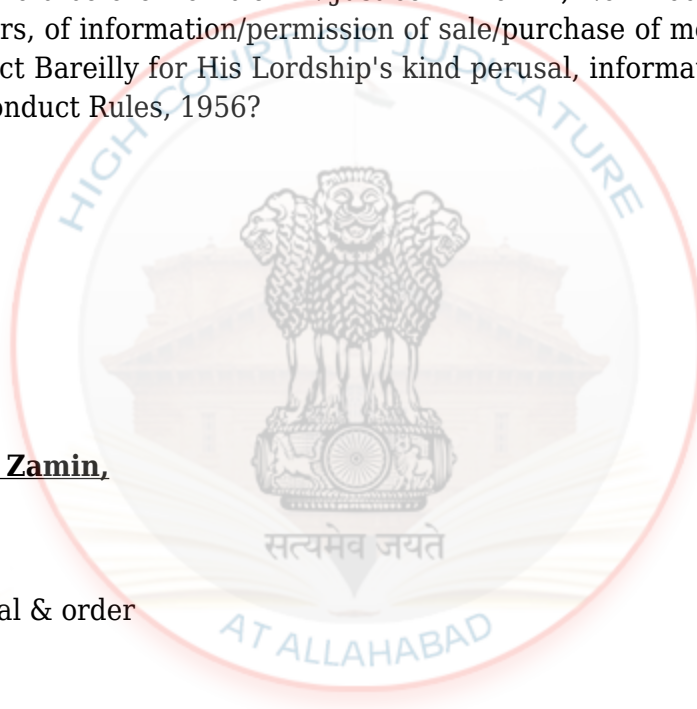 rs, of information/permission of sale/purchase of m
ct Bareilly for His Lordship's kind perusal, informa
onduct Rules, 1956?
HIGH COURT OF JUDICATURE
Zamin,
सत्यमेव जयते
al & order
AT ALLAHABAD